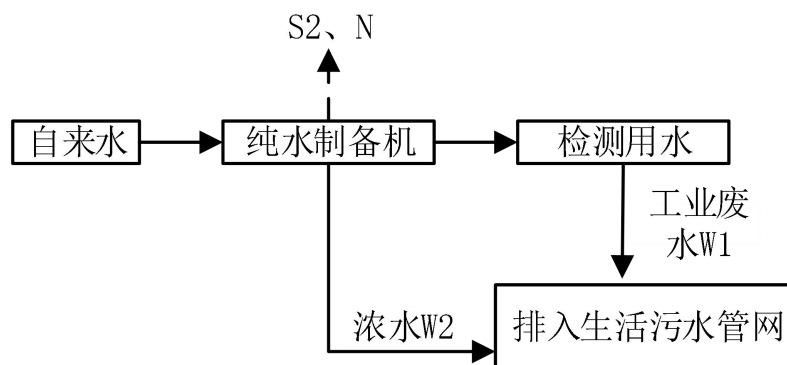 S2、N
自来水
纯水制备机
检测用水
工业废
水W1
浓水W2
排入生活污水管网